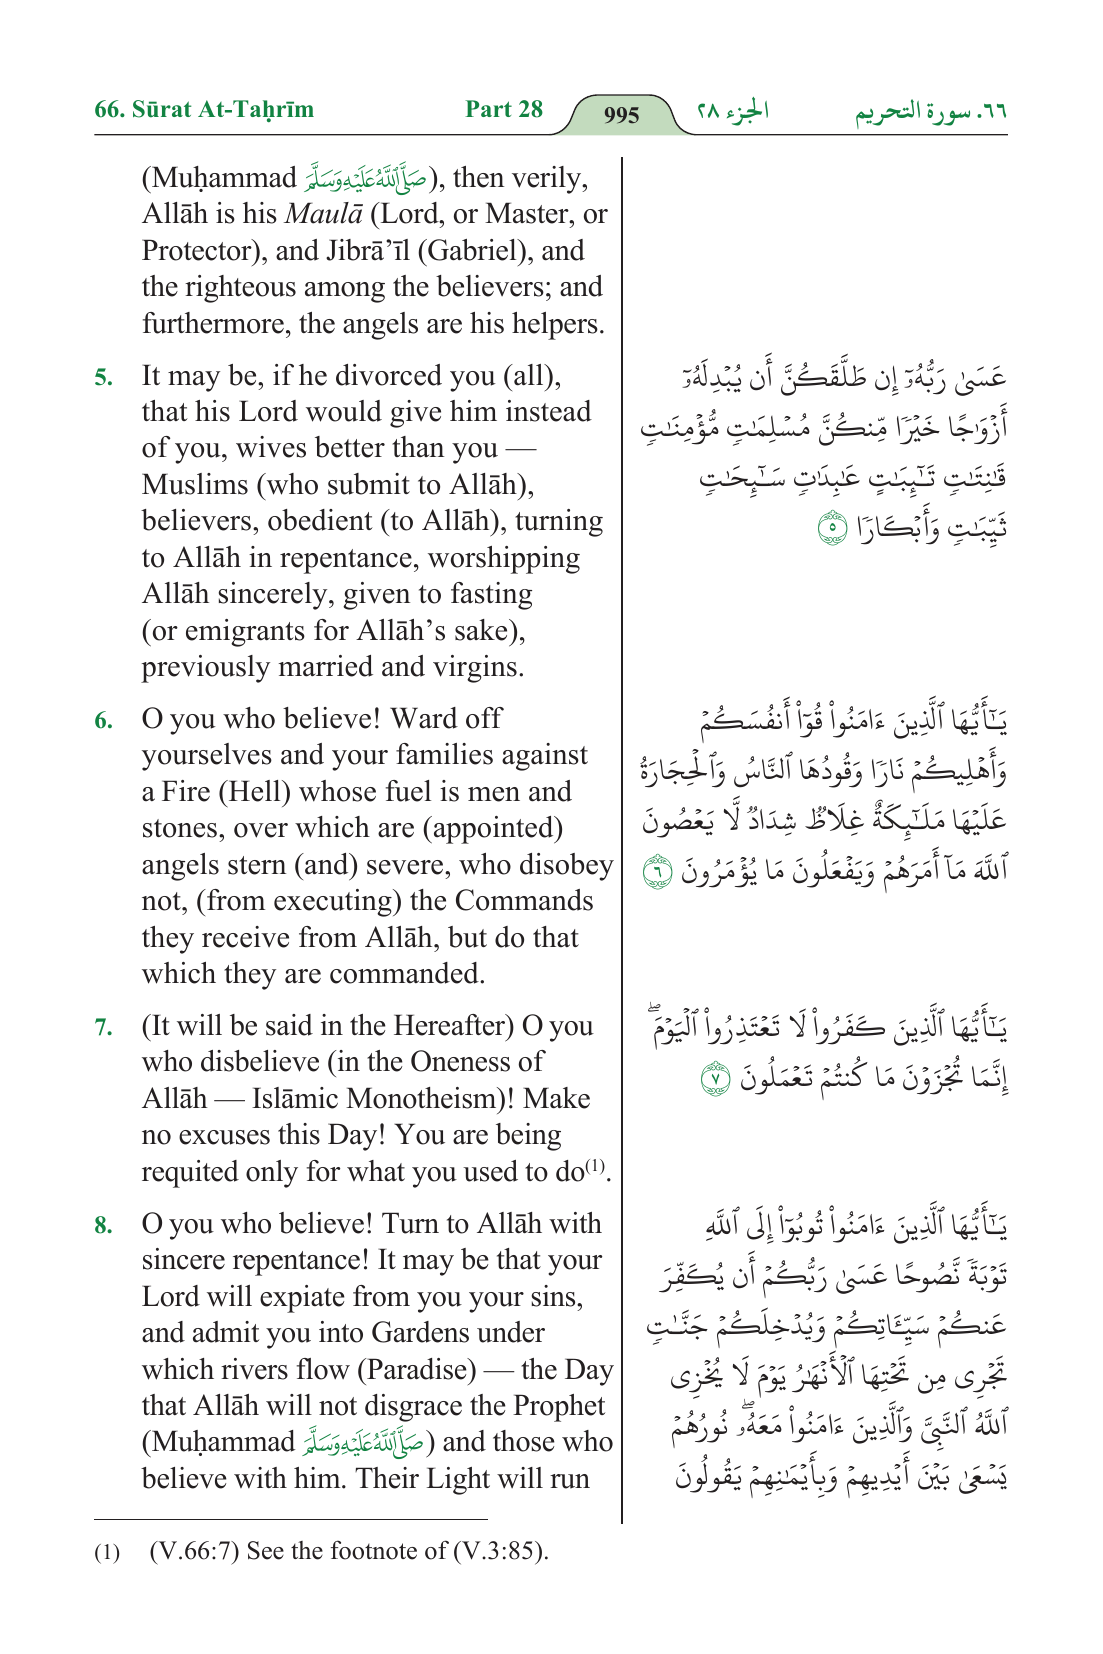 66. Sūrat At-Taḥrīm Part 28 995 الجزء ٢٨ ٦٦. سورة التحريم
(Muḥammad صَلَّى اللَّهُ عَلَيْهِ وَسَلَّمَ), then verily,
Allāh is his Maulā (Lord, or Master, or
Protector), and Jibrā’īl (Gabriel), and
the righteous among the believers; and
furthermore, the angels are his helpers.
5. It may be, if he divorced you (all),
that his Lord would give him instead
of you, wives better than you —
Muslims (who submit to Allāh),
believers, obedient (to Allāh), turning
to Allāh in repentance, worshipping
Allāh sincerely, given to fasting
(or emigrants for Allāh’s sake),
previously married and virgins.
6. O you who believe! Ward off
yourselves and your families against
a Fire (Hell) whose fuel is men and
stones, over which are (appointed)
angels stern (and) severe, who disobey
not, (from executing) the Commands
they receive from Allāh, but do that
which they are commanded.
7. (It will be said in the Hereafter) O you
who disbelieve (in the Oneness of
Allāh — Islāmic Monotheism)! Make
no excuses this Day! You are being
requited only for what you used to do(1).
8. O you who believe! Turn to Allāh with
sincere repentance! It may be that your
Lord will expiate from you your sins,
and admit you into Gardens under
which rivers flow (Paradise) — the Day
that Allāh will not disgrace the Prophet
(Muḥammad صَلَّى اللَّهُ عَلَيْهِ وَسَلَّمَ) and those who
believe with him. Their Light will run
عَسَىٰ رَبُّهُۥٓ إِن طَلَّقَكُنَّ أَن يُبۡدِلَهُۥٓ
أَزۡوَٰجًا خَيۡرٗا مِّنكُنَّ مُسۡلِمَٰتٖ مُّؤۡمِنَٰتٖ
قَٰنِتَٰتٖ تَٰٓئِبَٰتٍ عَٰبِدَٰتٖ سَٰٓئِحَٰتٖ
ثَيِّبَٰتٖ وَأَبۡكَارٗا ٥
يَٰٓأَيُّهَا ٱلَّذِينَ ءَامَنُواْ قُوٓاْ أَنفُسَكُمۡ
وَأَهۡلِيكُمۡ نَارٗا وَقُودُهَا ٱلنَّاسُ وَٱلۡحِجَارَةُ
عَلَيۡهَا مَلَٰٓئِكَةٌ غِلَاظٞ شِدَادٞ لَّا يَعۡصُونَ
ٱللَّهَ مَآ أَمَرَهُمۡ وَيَفۡعَلُونَ مَا يُؤۡمَرُونَ ٦
يَٰٓأَيُّهَا ٱلَّذِينَ كَفَرُواْ لَا تَعۡتَذِرُواْ ٱلۡيَوۡمَۖ
إِنَّمَا تُجۡزَوۡنَ مَا كُنتُمۡ تَعۡمَلُونَ ٧
يَٰٓأَيُّهَا ٱلَّذِينَ ءَامَنُواْ تُوبُوٓاْ إِلَى ٱللَّهِ
تَوۡبَةٗ نَّصُوحًا عَسَىٰ رَبُّكُمۡ أَن يُكَفِّرَ
عَنكُمۡ سَيِّـَٔاتِكُمۡ وَيُدۡخِلَكُمۡ جَنَّٰتٖ
تَجۡرِي مِن تَحۡتِهَا ٱلۡأَنۡهَٰرُ يَوۡمَ لَا يُخۡزِي
ٱللَّهُ ٱلنَّبِيَّ وَٱلَّذِينَ ءَامَنُواْ مَعَهُۥۖ نُورُهُمۡ
يَسۡعَىٰ بَيۡنَ أَيۡدِيهِمۡ وَبِأَيۡمَٰنِهِمۡ يَقُولُونَ
(1) (V.66:7) See the footnote of (V.3:85).